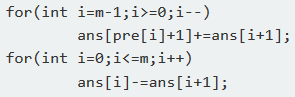 for(int i=m-1;i>=0;i--)
ans[pre[i]+1]+=ans[i+1];
for(int i=0;i<=m;i++)
ans[i]-=ans[i+1];